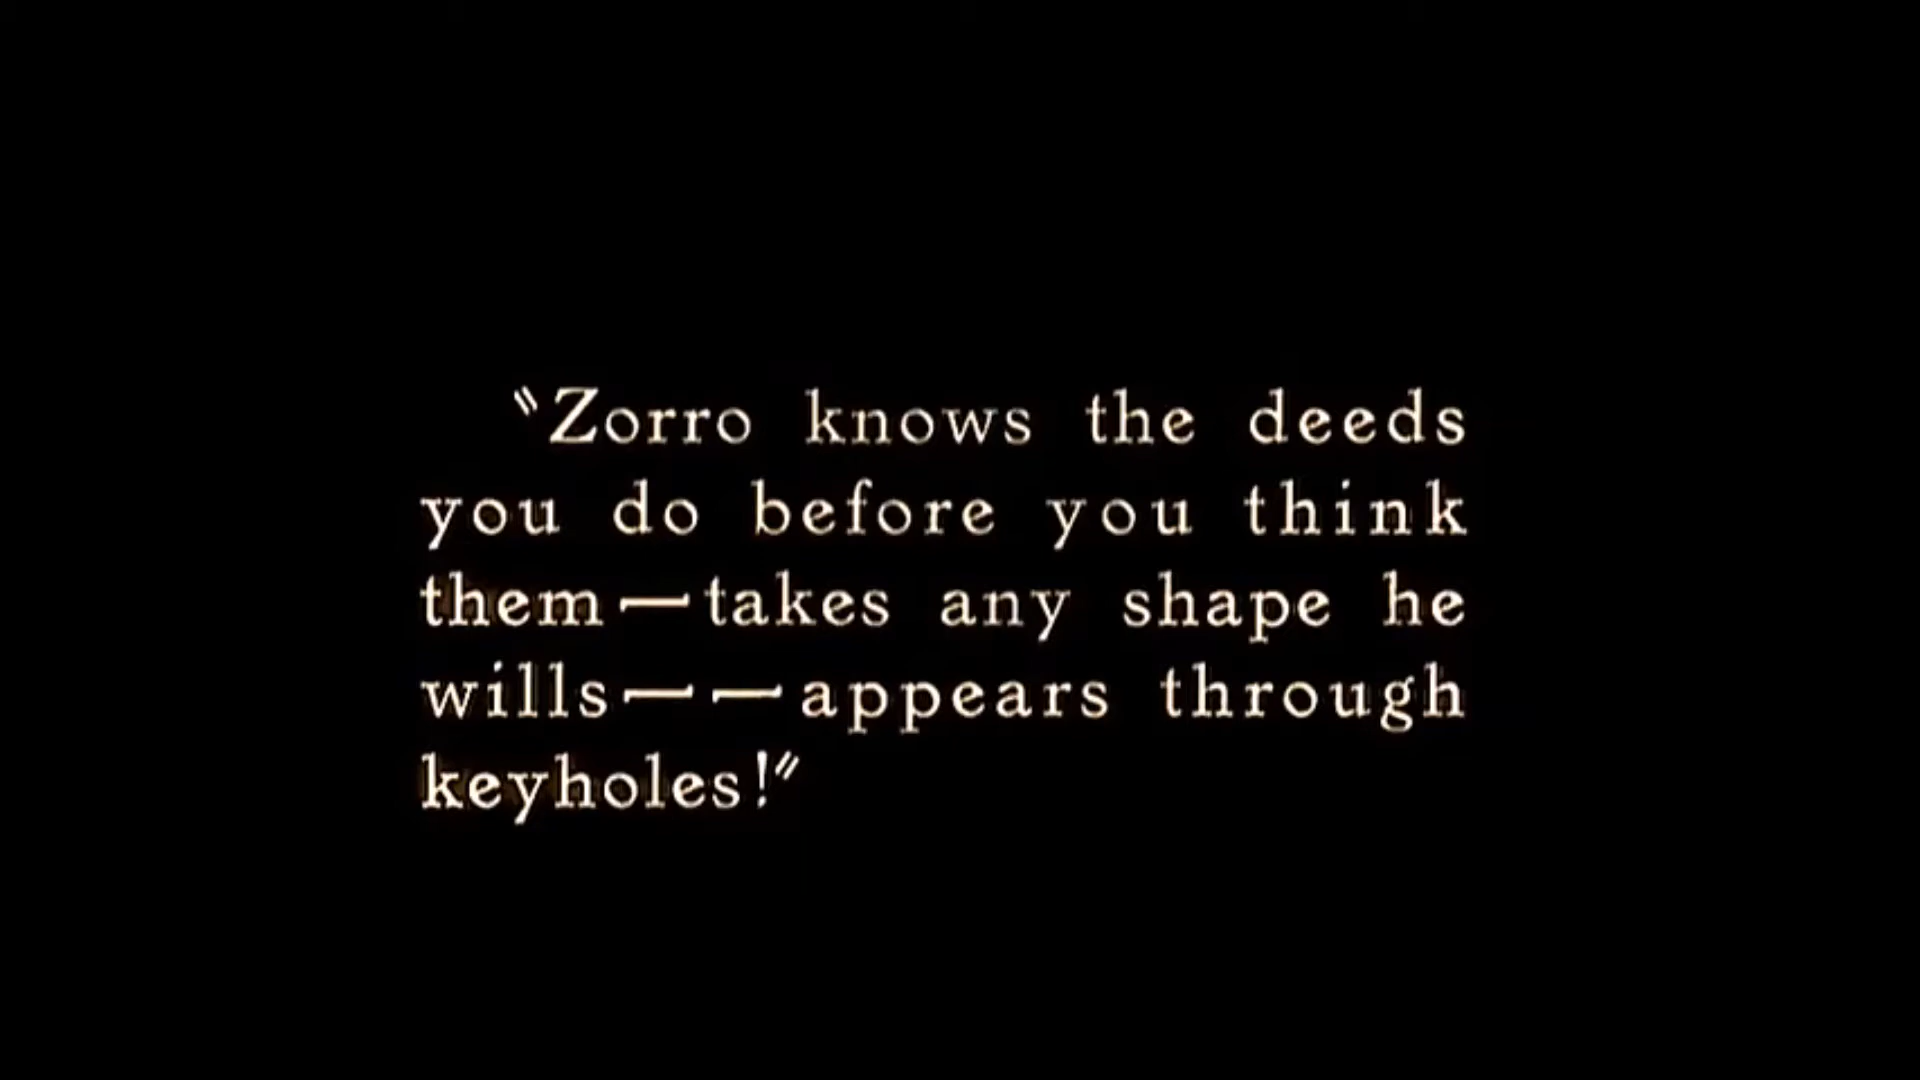 "Zorro knows the deeds
you do before you think
them—takes any shape he
wills——appears through
keyholes!"